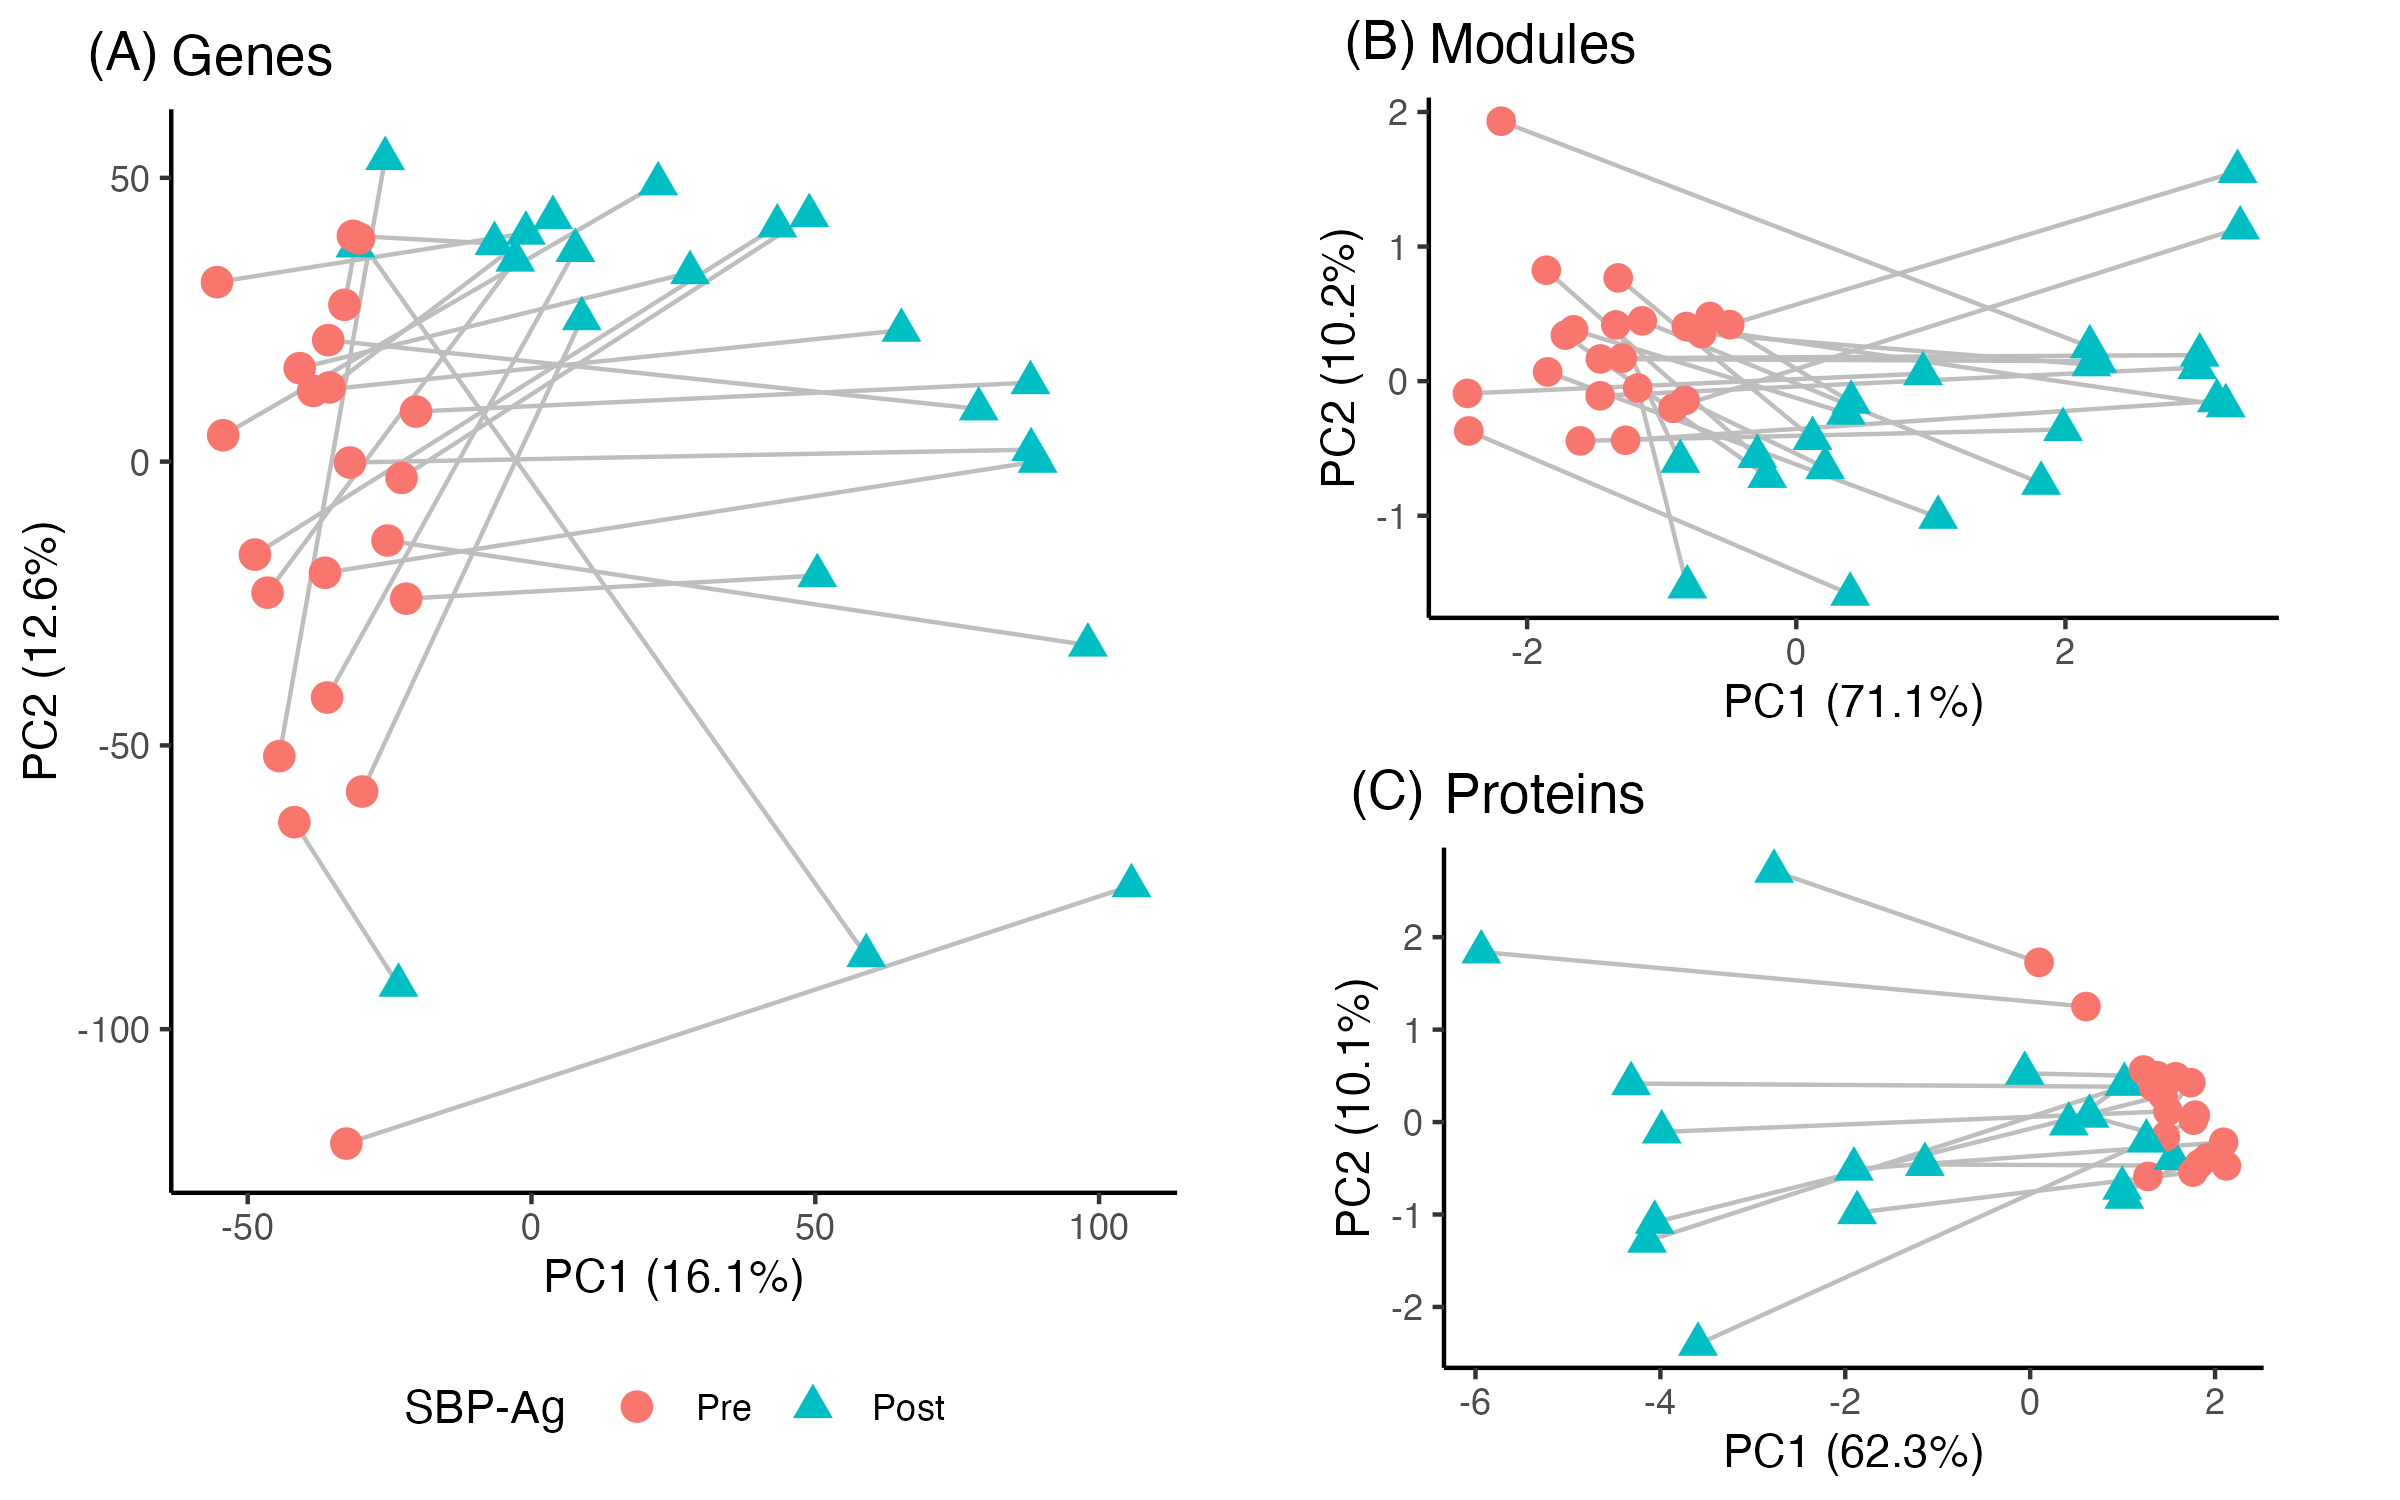 (A) Genes
50
0
-50
-100
PC2 (12.6%)
-50 0 50 100
PC1 (16.1%)
SBP-Ag Pre Post
(B) Modules
2
1
0
-1
PC2 (10.2%)
-2 0 2
PC1 (71.1%)
(C) Proteins
2
1
0
-1
-2
PC2 (10.1%)
-6 -4 -2 0 2
PC1 (62.3%)